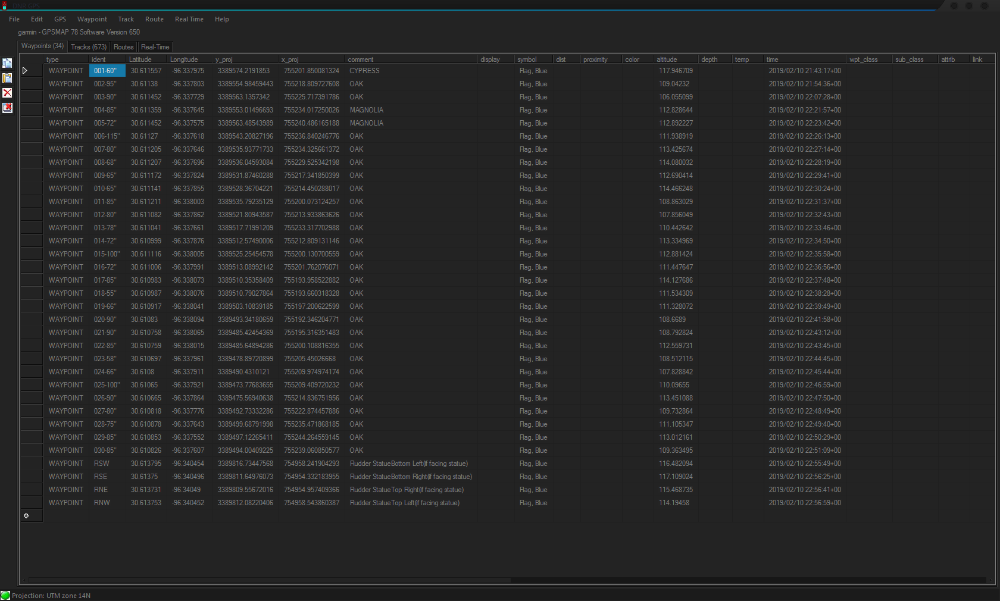 DNR GPS
File Edit GPS Waypoint Track Route Real Time Help
garmin - GPSMAP 78 Software Version 650
Waypoints (34) Tracks (673) Routes Real-Time
type ident Latitude Longitude y_proj x_proj comment display symbol dist proximity color altitude depth temp time wpt_class sub_class attrib link
WAYPOINT 001-60" 30.611557 -96.337975 3389574.2191853 755201.850081324 CYPRESS Flag, Blue 117.946709 2019/02/10 21:43:17+00
WAYPOINT 002-95" 30.61138 -96.337803 3389554.98459443 755218.809727608 OAK Flag, Blue 109.04232 2019/02/10 21:54:36+00
WAYPOINT 003-90" 30.611452 -96.337729 3389563.1357342 755225.717391786 OAK Flag, Blue 106.055099 2019/02/10 22:07:28+00
WAYPOINT 004-85" 30.611359 -96.337645 3389553.01496693 755234.017250026 MAGNOLIA Flag, Blue 112.828644 2019/02/10 22:21:57+00
WAYPOINT 005-72" 30.611452 -96.337575 3389563.48543989 755240.486165188 MAGNOLIA Flag, Blue 112.892227 2019/02/10 22:23:42+00
WAYPOINT 006-115" 30.61127 -96.337618 3389543.20827196 755236.840246776 OAK Flag, Blue 111.938919 2019/02/10 22:26:13+00
WAYPOINT 007-80" 30.611205 -96.337646 3389535.93771733 755234.325661372 OAK Flag, Blue 113.425674 2019/02/10 22:27:14+00
WAYPOINT 008-68" 30.611207 -96.337696 3389536.04593084 755229.525342198 OAK Flag, Blue 114.080032 2019/02/10 22:28:19+00
WAYPOINT 009-65" 30.611172 -96.337824 3389531.87460288 755217.341850399 OAK Flag, Blue 112.690414 2019/02/10 22:29:41+00
WAYPOINT 010-65" 30.611141 -96.337855 3389528.36704221 755214.450288017 OAK Flag, Blue 114.466248 2019/02/10 22:30:24+00
WAYPOINT 011-85" 30.611211 -96.338003 3389535.79235129 755200.073124257 OAK Flag, Blue 108.863029 2019/02/10 22:31:37+00
WAYPOINT 012-80" 30.611082 -96.337862 3389521.80943587 755213.933863626 OAK Flag, Blue 107.856049 2019/02/10 22:32:43+00
WAYPOINT 013-78" 30.611041 -96.337661 3389517.71991209 755233.317702988 OAK Flag, Blue 110.442642 2019/02/10 22:33:46+00
WAYPOINT 014-72" 30.610999 -96.337876 3389512.57490006 755212.809131146 OAK Flag, Blue 113.334969 2019/02/10 22:34:50+00
WAYPOINT 015-100" 30.611116 -96.338005 3389525.25454578 755200.130700559 OAK Flag, Blue 112.881424 2019/02/10 22:35:58+00
WAYPOINT 016-72" 30.611006 -96.337991 3389513.08992142 755201.762076071 OAK Flag, Blue 111.447647 2019/02/10 22:36:56+00
WAYPOINT 017-85" 30.610983 -96.338073 3389510.35358409 755193.958522882 OAK Flag, Blue 114.127686 2019/02/10 22:37:48+00
WAYPOINT 018-55" 30.610987 -96.338076 3389510.79027864 755193.660318328 OAK Flag, Blue 111.534309 2019/02/10 22:38:28+00
WAYPOINT 019-66" 30.610917 -96.338041 3389503.10839185 755197.200622599 OAK Flag, Blue 111.328072 2019/02/10 22:39:49+00
WAYPOINT 020-90" 30.61083 -96.338094 3389493.34180659 755192.346204771 OAK Flag, Blue 108.6689 2019/02/10 22:41:58+00
WAYPOINT 021-90" 30.610758 -96.338065 3389485.42454369 755195.316351483 OAK Flag, Blue 108.792824 2019/02/10 22:43:12+00
WAYPOINT 022-85" 30.610759 -96.338015 3389485.64894286 755200.108816355 OAK Flag, Blue 112.559731 2019/02/10 22:43:45+00
WAYPOINT 023-58" 30.610697 -96.337961 3389478.89720899 755205.45026668 OAK Flag, Blue 108.512115 2019/02/10 22:44:45+00
WAYPOINT 024-66" 30.6108 -96.337911 3389490.4310121 755209.974974174 OAK Flag, Blue 107.828842 2019/02/10 22:45:44+00
WAYPOINT 025-100" 30.61065 -96.337921 3389473.77683655 755209.409720232 OAK Flag, Blue 110.09655 2019/02/10 22:46:59+00
WAYPOINT 026-90" 30.610665 -96.337864 3389475.56940638 755214.836751956 OAK Flag, Blue 113.451088 2019/02/10 22:47:50+00
WAYPOINT 027-80" 30.610818 -96.337776 3389492.73332286 755222.874457886 OAK Flag, Blue 109.732864 2019/02/10 22:48:49+00
WAYPOINT 028-75" 30.610878 -96.337643 3389499.68791998 755235.471868185 OAK Flag, Blue 111.105347 2019/02/10 22:49:40+00
WAYPOINT 029-85" 30.610853 -96.337552 3389497.12265411 755244.264559145 OAK Flag, Blue 113.012161 2019/02/10 22:50:29+00
WAYPOINT 030-85" 30.610826 -96.337607 3389494.00409225 755239.060850577 OAK Flag, Blue 109.363495 2019/02/10 22:51:09+00
WAYPOINT RSW 30.613795 -96.340454 3389816.73447568 754958.241904293 Rudder StatueBottom Left(if facing statue) Flag, Blue 116.482094 2019/02/10 22:55:49+00
WAYPOINT RSE 30.61375 -96.340496 3389811.64976073 754954.332183955 Rudder StatueBottom Right(if facing statue) Flag, Blue 117.109024 2019/02/10 22:56:25+00
WAYPOINT RNE 30.613731 -96.34049 3389809.55672016 754954.957409366 Rudder StatueTop Right(if facing statue) Flag, Blue 115.468735 2019/02/10 22:56:41+00
WAYPOINT RNW 30.613753 -96.340452 3389812.08220406 754958.543860387 Rudder StatueTop Left(if facing statue) Flag, Blue 114.19458 2019/02/10 22:56:59+00
Projection: UTM zone 14N